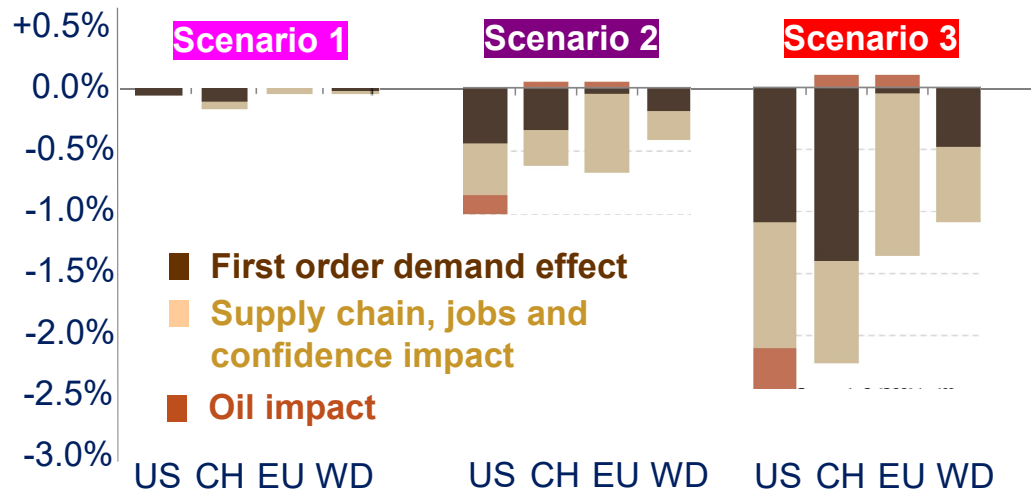 +0.5%
Scenario 1
Scenario 2
Scenario 3
0.0%
-0.5%
-1.0%
-1.5%
-2.0%
-2.5%
-3.0%
First order demand effect
Supply chain, jobs and
confidence impact
Oil impact
US CH EU WD
US CH EU WD
US CH EU WD